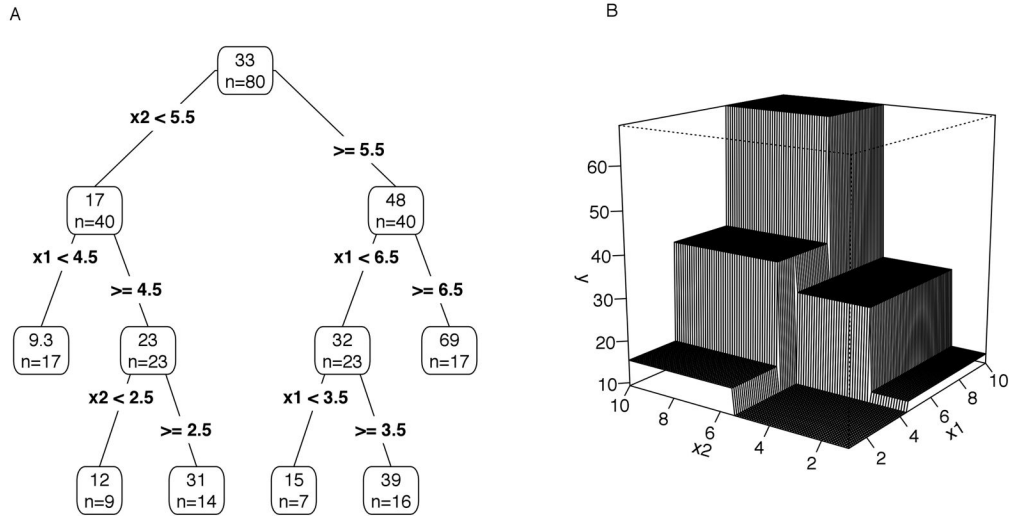 A
B
33
n=80
x2 < 5.5
>= 5.5
17
n=40
48
n=40
x1 < 4.5
>= 4.5
x1 < 6.5
>= 6.5
9.3
n=17
23
n=23
32
n=23
69
n=17
x2 < 2.5
>= 2.5
x1 < 3.5
>= 3.5
12
n=9
31
n=14
15
n=7
39
n=16
60
50
40
30
20
10
y
10
8
6
4
2
x2
2
4
6
8
10
x1